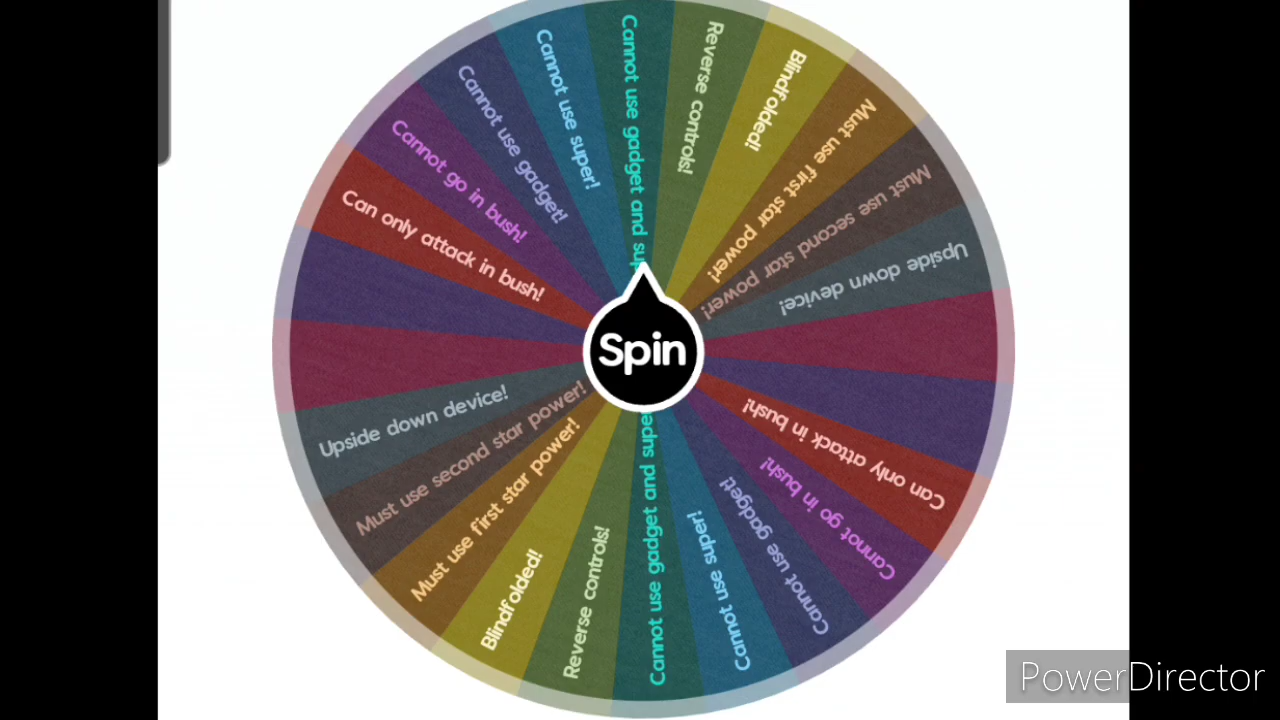 Cannot use gadget and
Reverse controls!
Blindfolded!
Must use first star power!
Must use second star power!
Upside down device!
Can only attack in bush!
Cannot go in bush!
Cannot use gadget!
Cannot use super!
Cannot use gadget and super
Reverse controls!
Blindfolded!
Must use first star power!
Must use second star power!
Upside down device!
Can only attack in bush!
Cannot go in bush!
Cannot use gadget!
Cannot use super!
Spin
PowerDirector